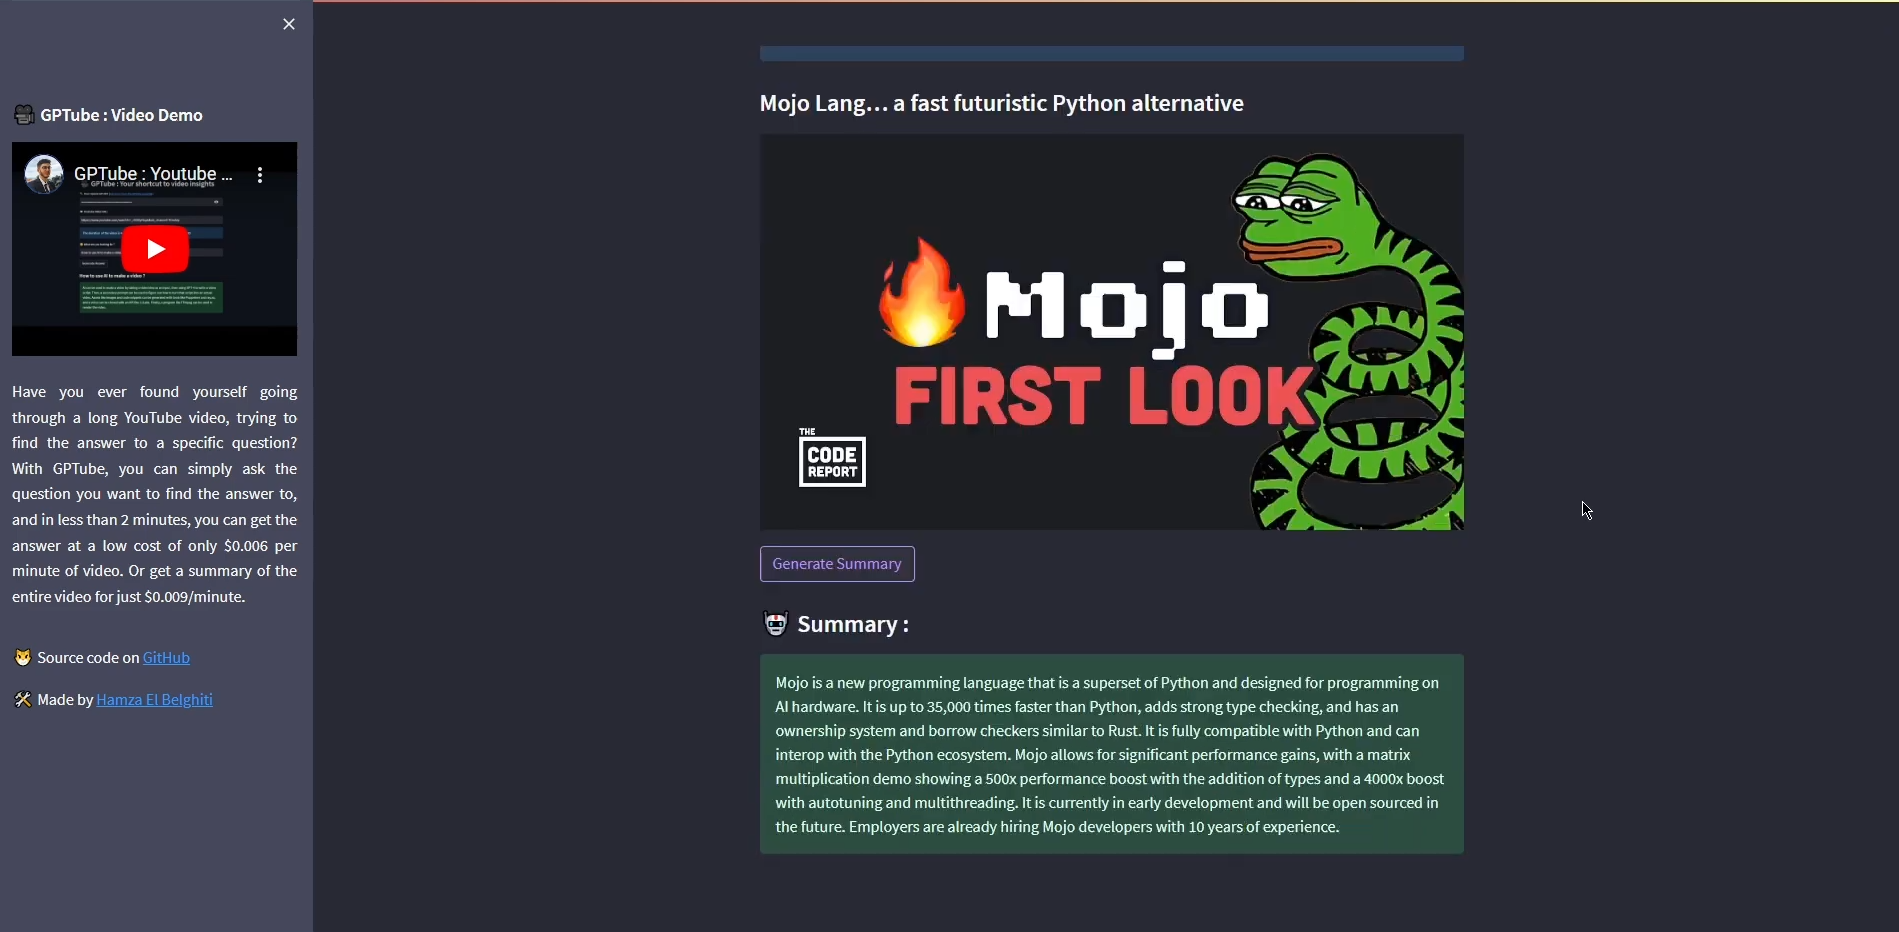 GPTube : Video Demo
GPTube : Youtube ...
GPTube : Your shortcut to video insights
How to use AI to make a video ?
Have you ever found yourself going
through a long YouTube video, trying to
find the answer to a specific question?
With GPTube, you can simply ask the
question you want to find the answer to,
and in less than 2 minutes, you can get the
answer at a low cost of only $0.006 per
minute of video. Or get a summary of the
entire video for just $0.009/minute.
Source code on GitHub
Made by Hamza El Belghiti
Mojo Lang... a fast futuristic Python alternative
Mojo
FIRST LOOK
THE
CODE
REPORT
Generate Summary
Summary :
Mojo is a new programming language that is a superset of Python and designed for programming on
AI hardware. It is up to 35,000 times faster than Python, adds strong type checking, and has an
ownership system and borrow checkers similar to Rust. It is fully compatible with Python and can
interop with the Python ecosystem. Mojo allows for significant performance gains, with a matrix
multiplication demo showing a 500x performance boost with the addition of types and a 4000x boost
with autotuning and multithreading. It is currently in early development and will be open sourced in
the future. Employers are already hiring Mojo developers with 10 years of experience.